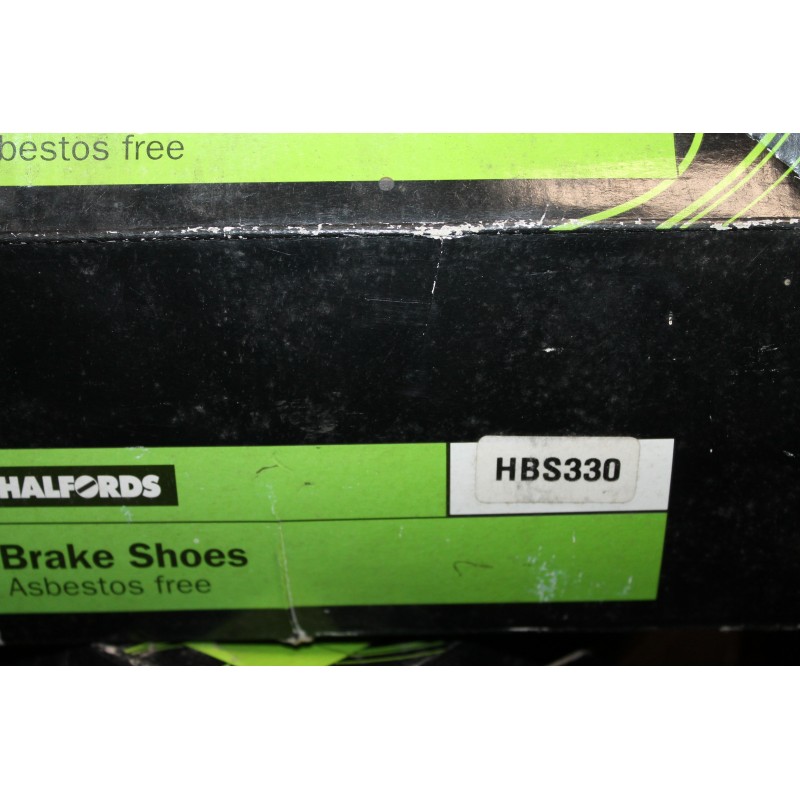 bestos free
HALFORDS
HBS330
Brake Shoes
Asbestos free